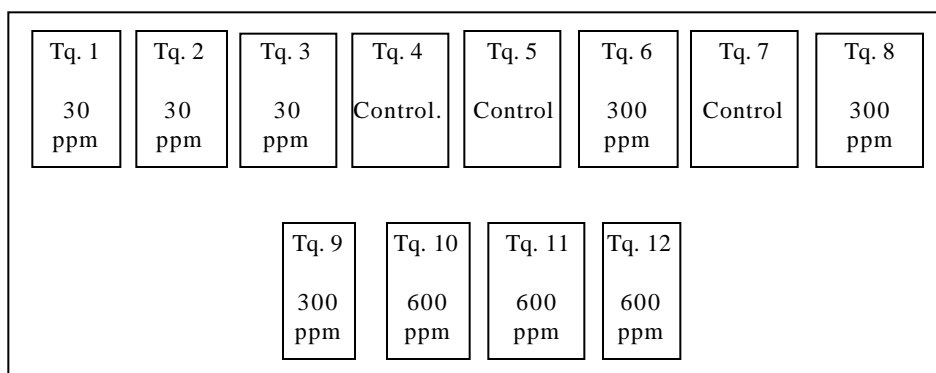 Tq. 1
30
ppm
Tq. 2
30
ppm
Tq. 3
30
ppm
Tq. 4
Control.
Tq. 5
Control
Tq. 6
300
ppm
Tq. 7
Control
Tq. 8
300
ppm
Tq. 9
300
ppm
Tq. 10
600
ppm
Tq. 11
600
ppm
Tq. 12
600
ppm